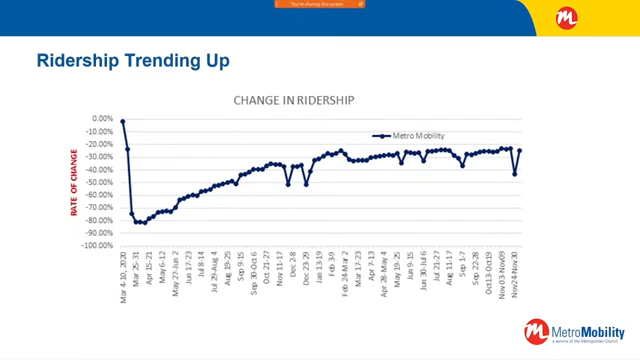 You're sharing this screen
Ridership Trending Up
CHANGE IN RIDERSHIP
Metro Mobility
RATE OF CHANGE
0.00%
-10.00%
-20.00%
-30.00%
-40.00%
-50.00%
-60.00%
-70.00%
-80.00%
-90.00%
-100.00%
Mar 4-10, 2020
Mar 25-31
Apr 15-21
May 6-12
May 27-Jun 2
Jun 17-23
Jul 8-14
Jul 29-Aug 4
Aug 19-25
Sep 9-15
Sep 30-Oct 6
Oct 21-27
Nov 11-17
Dec 2-8
Dec 23-29
Jan 13-19
Feb 3-9
Feb 24-Mar 2
Mar 17-23
Apr 7-13
Apr 28-May 4
May 19-25
Jun 9-15
Jun 30-Jul 6
Jul 21-27
Aug 11-17
Sep 1-7
Sep 22-28
Oct13-Oct19
Nov03-Nov09
Nov24-Nov30
MetroMobility
a service of the Metropolitan Council